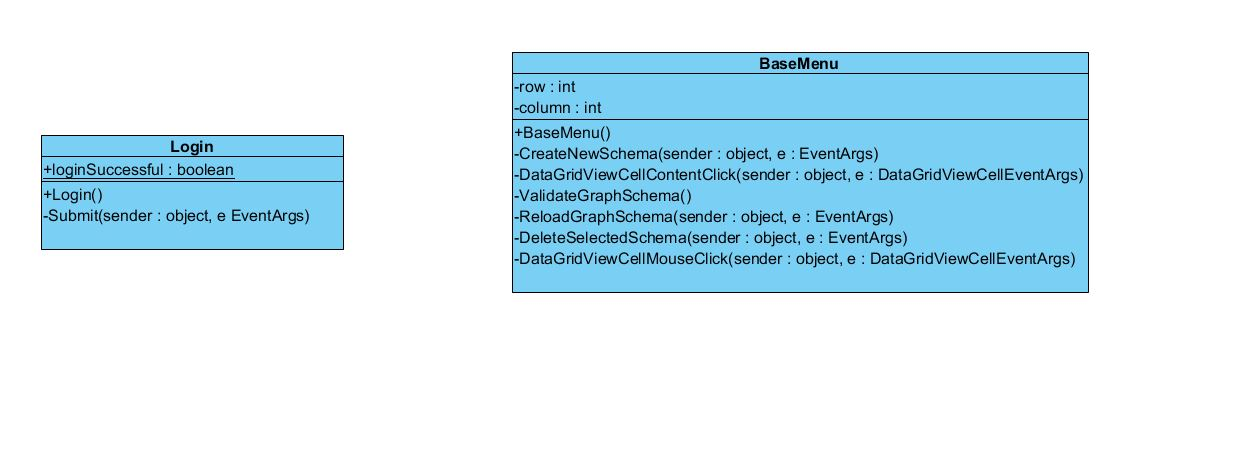 Login
+loginSuccessful : boolean
+Login()
-Submit(sender : object, e EventArgs)
BaseMenu
-row : int
-column : int
+BaseMenu()
-CreateNewSchema(sender : object, e : EventArgs)
-DataGridViewCellContentClick(sender : object, e : DataGridViewCellEventArgs)
-ValidateGraphSchema()
-ReloadGraphSchema(sender : object, e : EventArgs)
-DeleteSelectedSchema(sender : object, e : EventArgs)
-DataGridViewCellMouseClick(sender : object, e : DataGridViewCellEventArgs)